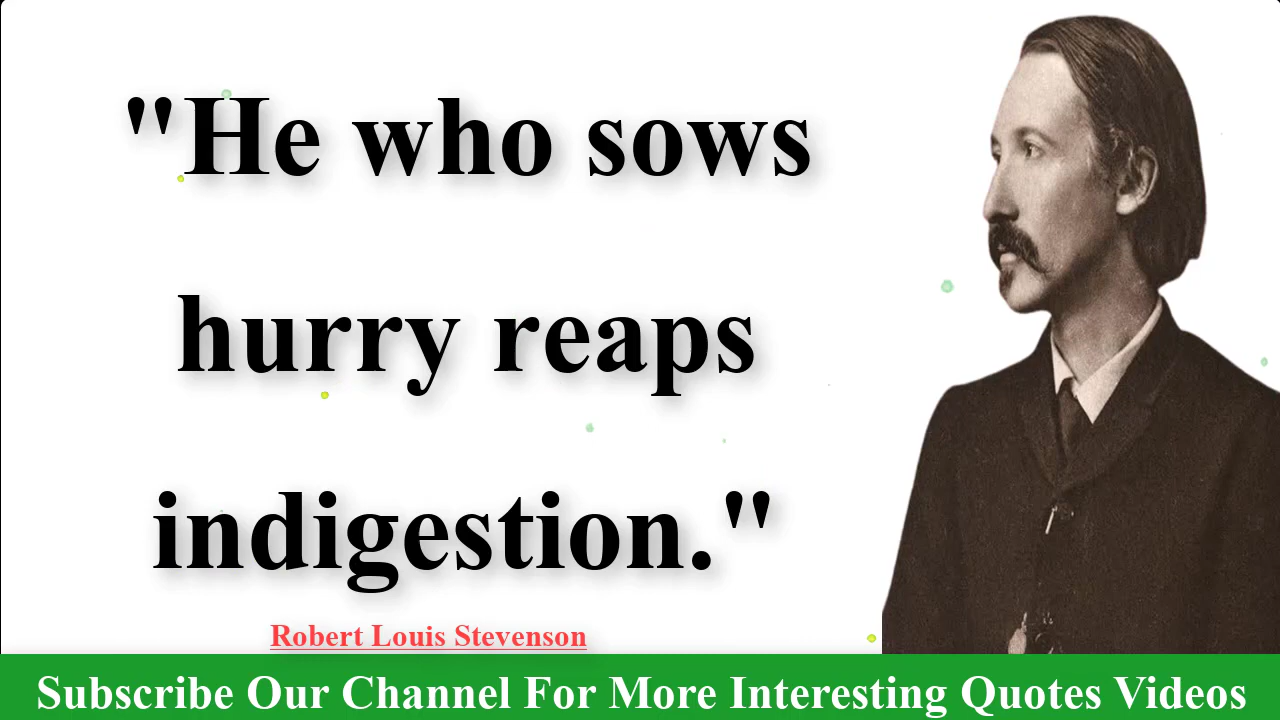 "He who sows
hurry reaps
indigestion."
Robert Louis Stevenson
Subscribe Our Channel For More Interesting Quotes Videos